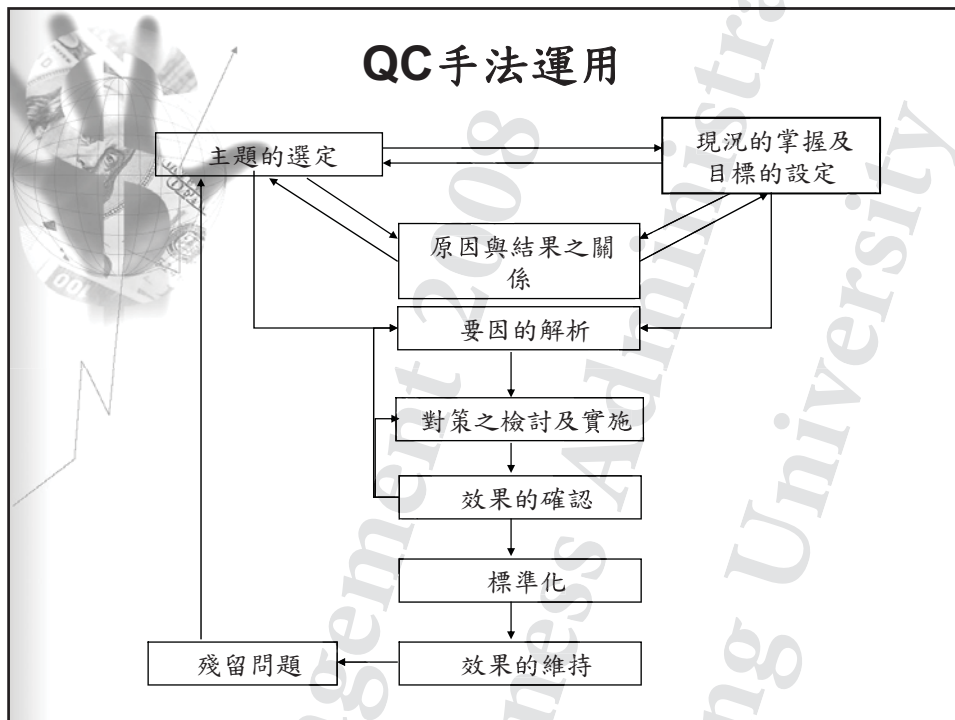 QC手法運用
主題的選定
現況的掌握及
目標的設定
原因與結果之關
係
要因的解析
對策之檢討及實施
效果的確認
標準化
效果的維持
殘留問題